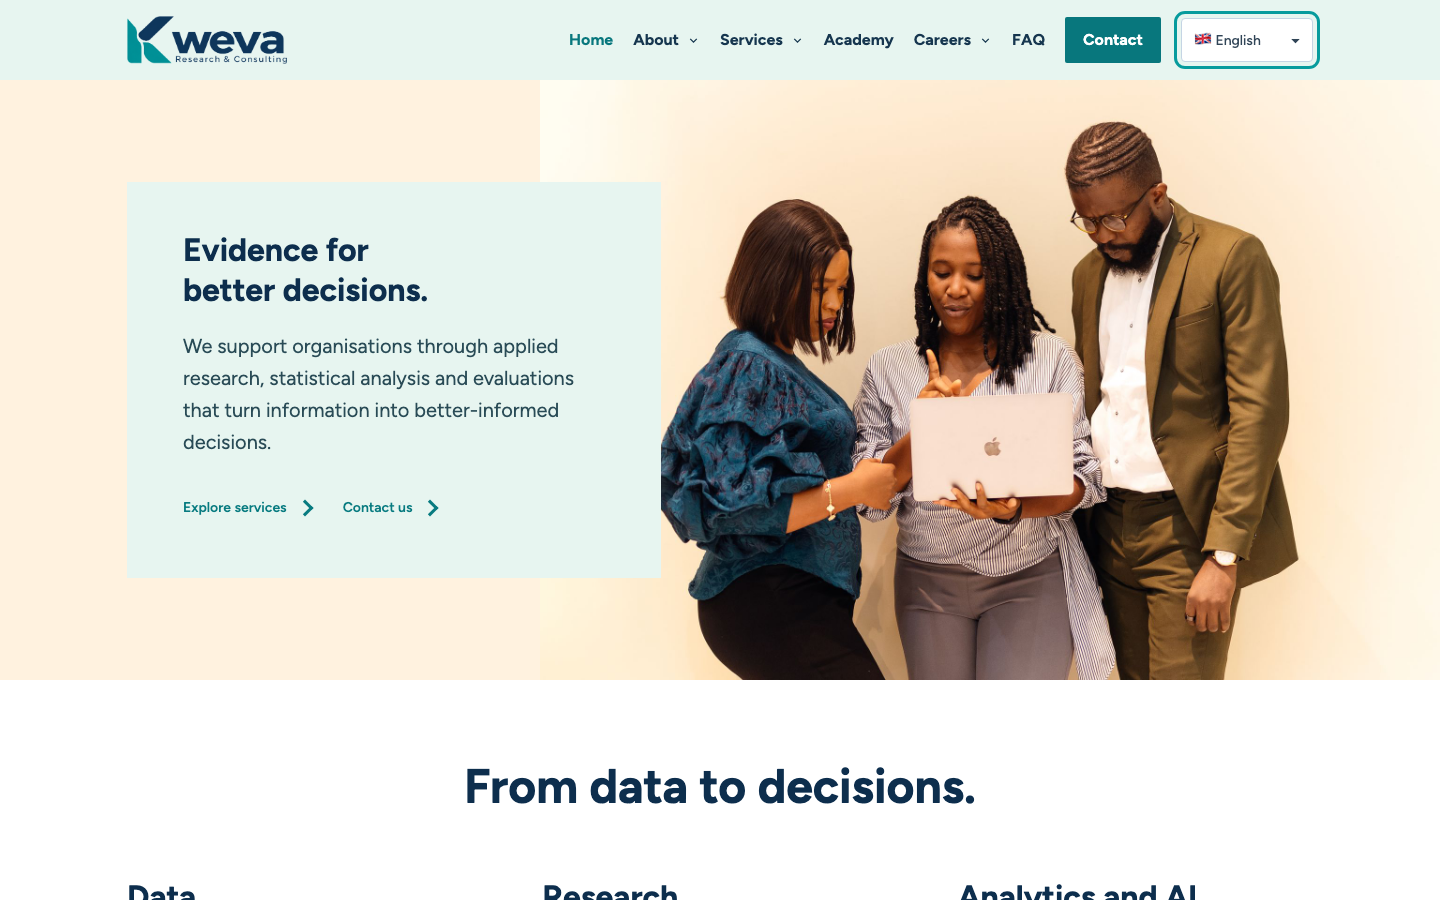 Kweva
Research & Consulting
Home
About
Services
Academy
Careers
FAQ
Contact
English
Evidence for
better decisions.
We support organisations through applied
research, statistical analysis and evaluations
that turn information into better-informed
decisions.
Explore services
Contact us
From data to decisions.
Data
Research
Analytics and AI